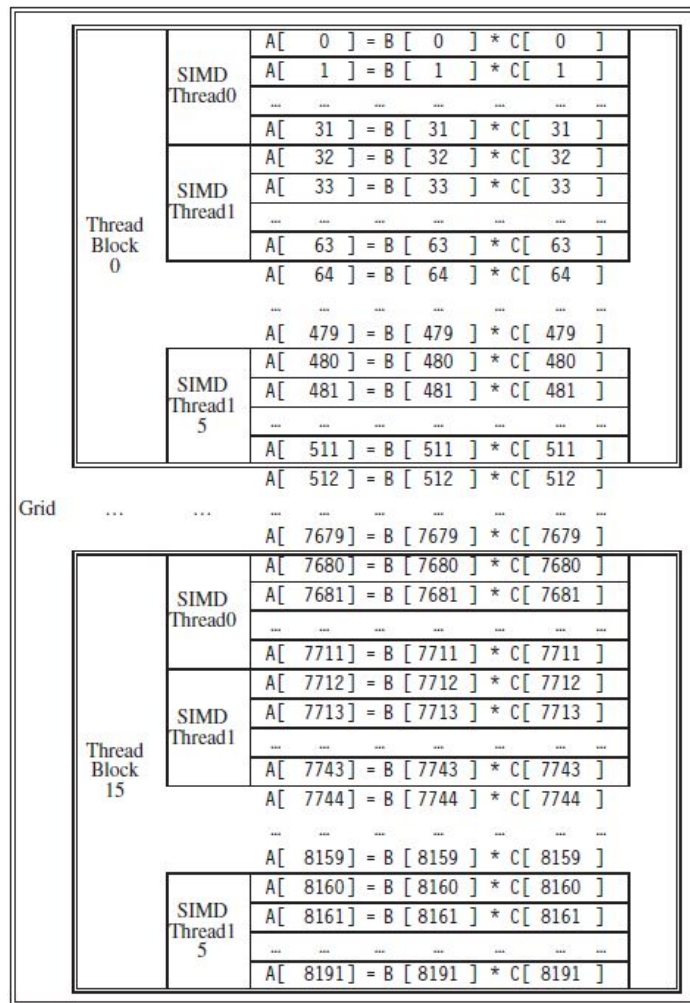 A[ 0 ] = B [ 0 ] * C[ 0 ]
SIMD
Thread0
A[ 1 ] = B [ 1 ] * C[ 1 ]
... ... ... ... ... ...
A[ 31 ] = B [ 31 ] * C[ 31 ]
SIMD
Thread1
A[ 32 ] = B [ 32 ] * C[ 32 ]
A[ 33 ] = B [ 33 ] * C[ 33 ]
... ... ... ... ... ...
Thread
Block
0
A[ 63 ] = B [ 63 ] * C[ 63 ]
A[ 64 ] = B [ 64 ] * C[ 64 ]
... ... ... ... ... ...
A[ 479 ] = B [ 479 ] * C[ 479 ]
SIMD
Thread1
5
A[ 480 ] = B [ 480 ] * C[ 480 ]
A[ 481 ] = B [ 481 ] * C[ 481 ]
... ... ... ... ... ...
A[ 511 ] = B [ 511 ] * C[ 511 ]
A[ 512 ] = B [ 512 ] * C[ 512 ]
Grid ... ... ... ... ... ... ... ...
A[ 7679] = B [ 7679 ] * C[ 7679 ]
SIMD
Thread0
A[ 7680] = B [ 7680 ] * C[ 7680 ]
A[ 7681] = B [ 7681 ] * C[ 7681 ]
... ... ... ... ... ...
A[ 7711] = B [ 7711 ] * C[ 7711 ]
SIMD
Thread1
A[ 7712] = B [ 7712 ] * C[ 7712 ]
A[ 7713] = B [ 7713 ] * C[ 7713 ]
... ... ... ... ... ...
Thread
Block
15
A[ 7743] = B [ 7743 ] * C[ 7743 ]
A[ 7744] = B [ 7744 ] * C[ 7744 ]
... ... ... ... ... ...
A[ 8159] = B [ 8159 ] * C[ 8159 ]
SIMD
Thread1
5
A[ 8160] = B [ 8160 ] * C[ 8160 ]
A[ 8161] = B [ 8161 ] * C[ 8161 ]
... ... ... ... ... ...
A[ 8191] = B [ 8191 ] * C[ 8191 ]